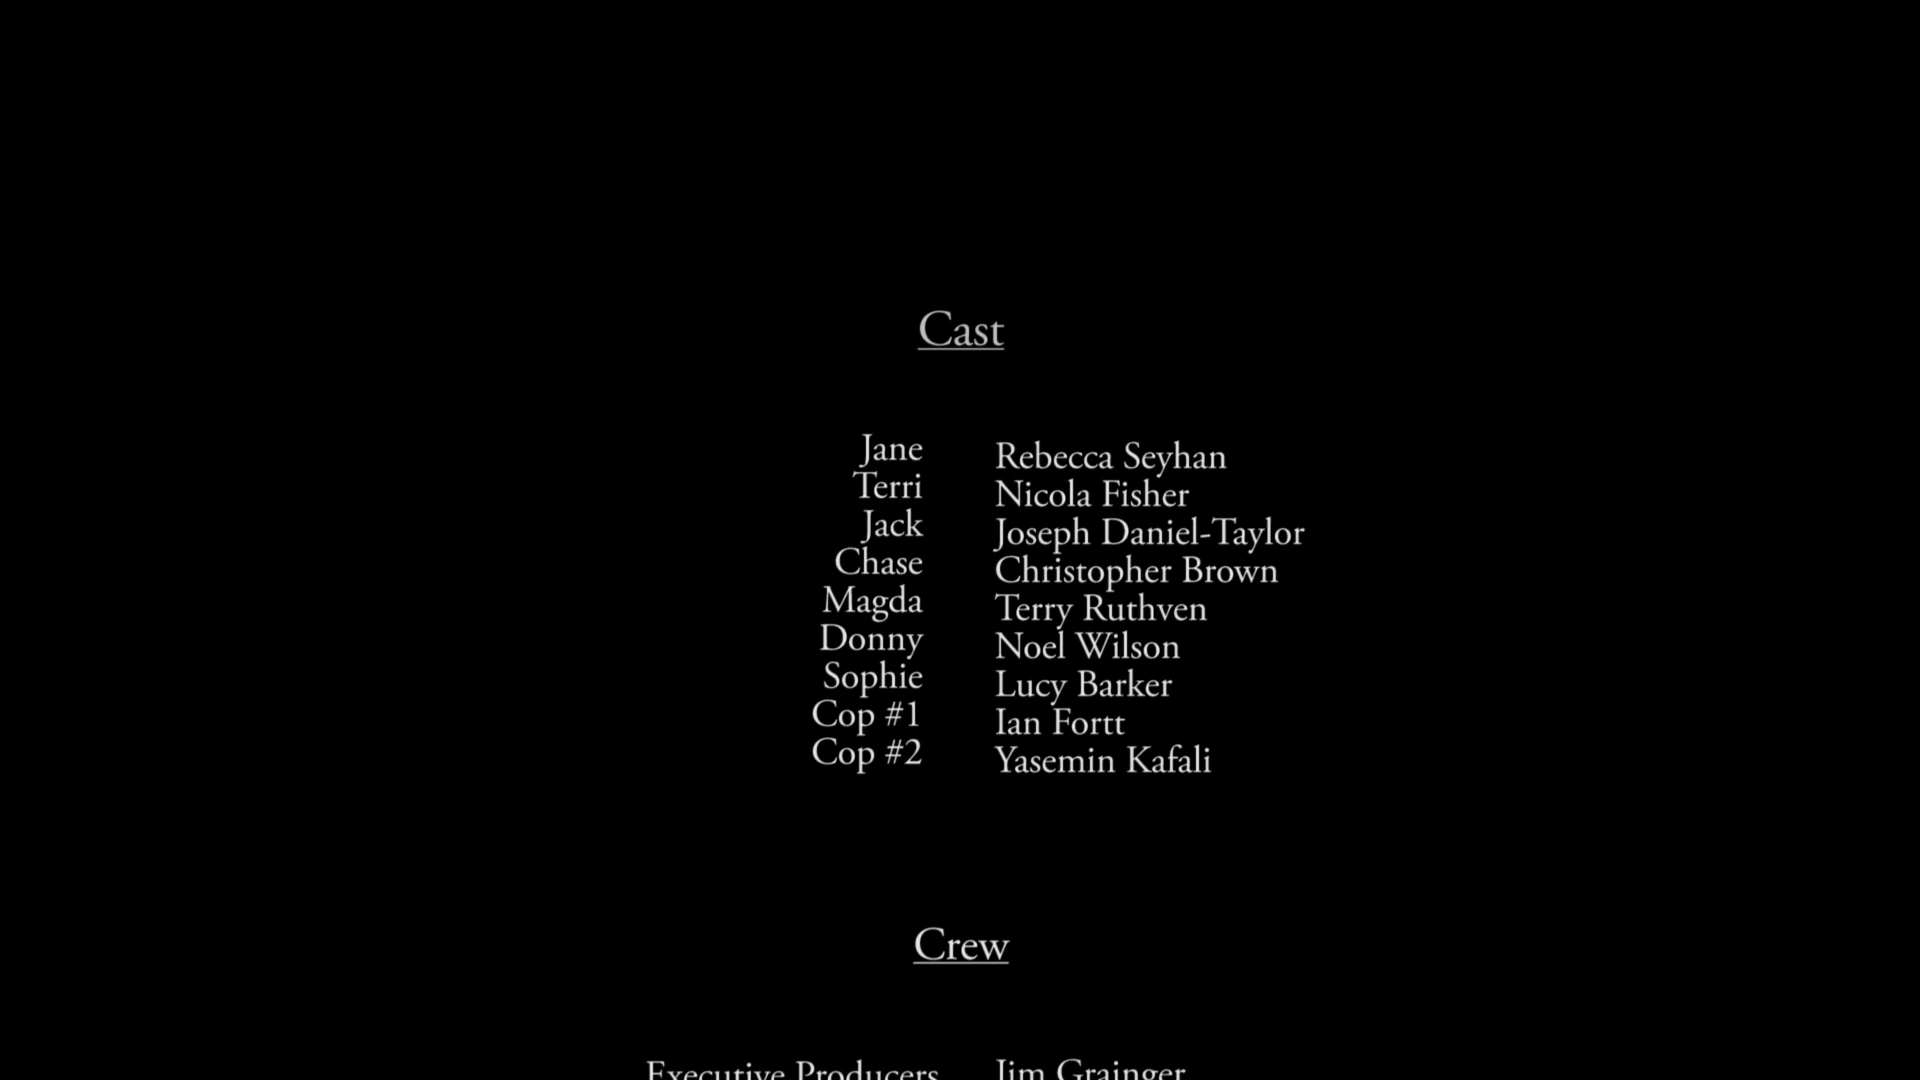 Cast
Jane Rebecca Seyhan
Terri Nicola Fisher
Jack Joseph Daniel-Taylor
Chase Christopher Brown
Magda Terry Ruthven
Donny Noel Wilson
Sophie Lucy Barker
Cop #1 Ian Fortt
Cop #2 Yasemin Kafali
Crew
Executive Producers Jim Grainger